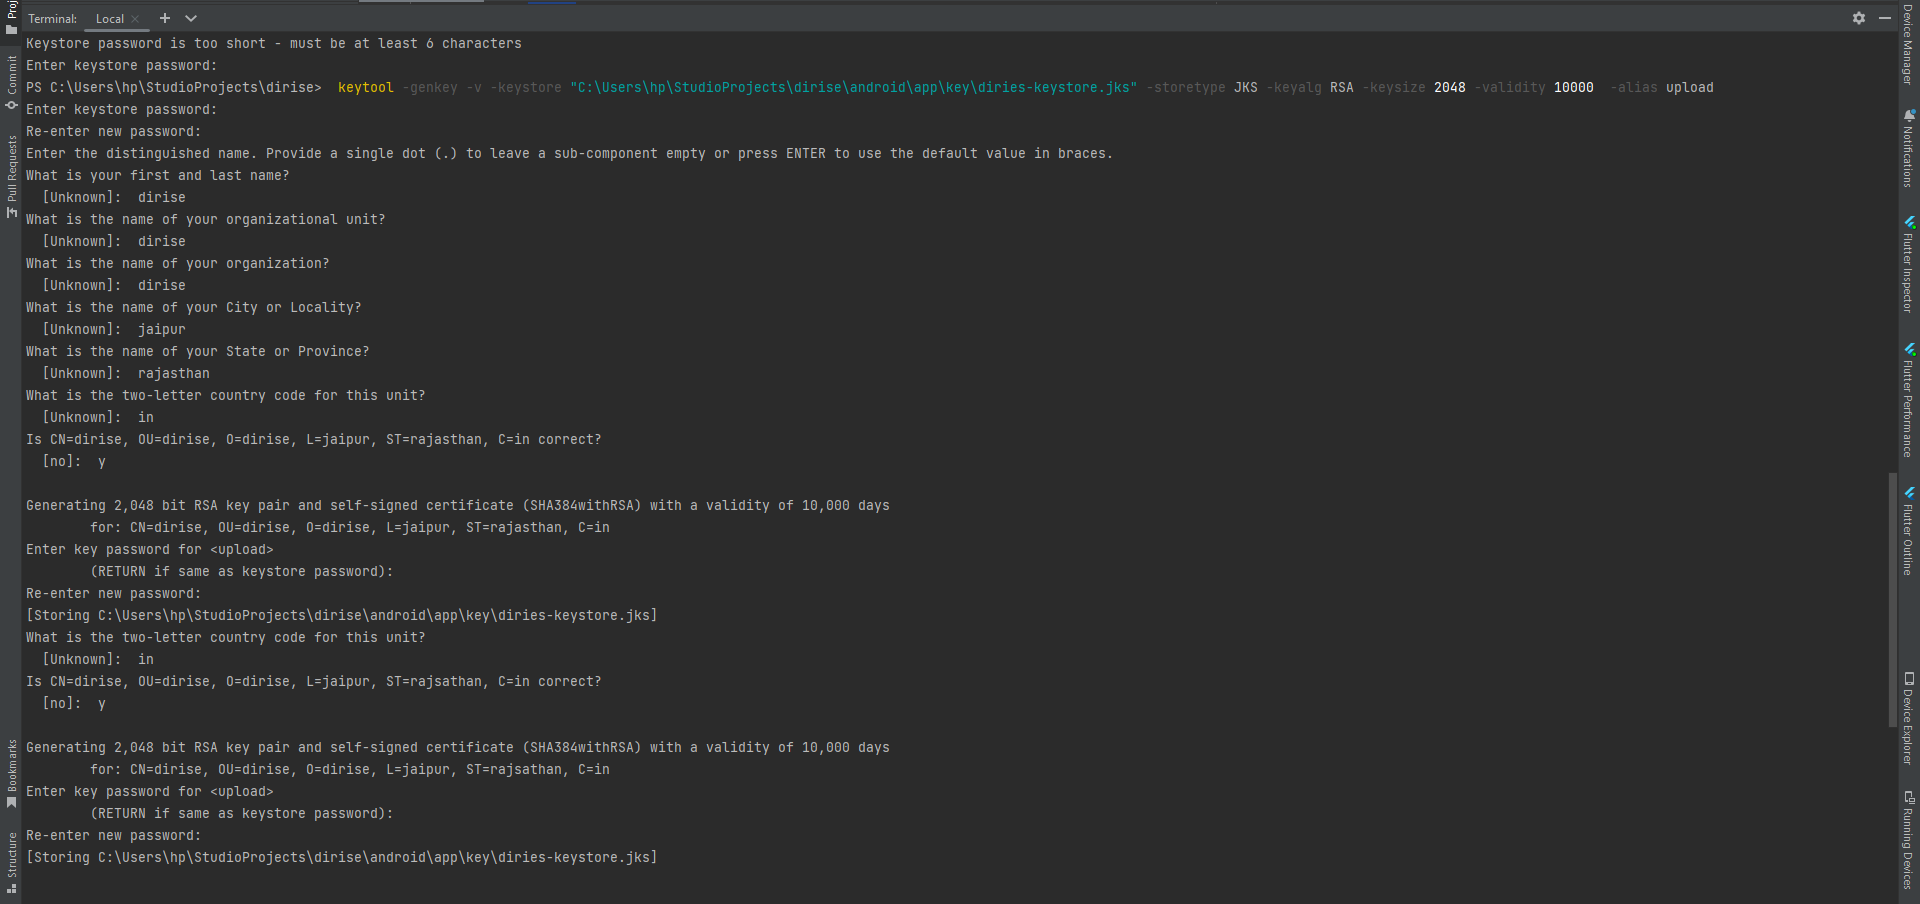 Proj
Commit
Pull Requests
Bookmarks
Structure
Terminal: Local
Keystore password is too short - must be at least 6 characters
Enter keystore password:
PS C:\Users\hp\StudioProjects\dirise> keytool -genkey -v -keystore "C:\Users\hp\StudioProjects\dirise\android\app\key\diries-keystore.jks" -storetype JKS -keyalg RSA -keysize 2048 -validity 10000 -alias upload
Enter keystore password:
Re-enter new password:
Enter the distinguished name. Provide a single dot (.) to leave a sub-component empty or press ENTER to use the default value in braces.
What is your first and last name?
[Unknown]: dirise
What is the name of your organizational unit?
[Unknown]: dirise
What is the name of your organization?
[Unknown]: dirise
What is the name of your City or Locality?
[Unknown]: jaipur
What is the name of your State or Province?
[Unknown]: rajasthan
What is the two-letter country code for this unit?
[Unknown]: in
Is CN=dirise, OU=dirise, O=dirise, L=jaipur, ST=rajasthan, C=in correct?
[no]: y
Generating 2,048 bit RSA key pair and self-signed certificate (SHA384withRSA) with a validity of 10,000 days
for: CN=dirise, OU=dirise, O=dirise, L=jaipur, ST=rajasthan, C=in
Enter key password for <upload>
(RETURN if same as keystore password):
Re-enter new password:
[Storing C:\Users\hp\StudioProjects\dirise\android\app\key\diries-keystore.jks]
What is the two-letter country code for this unit?
[Unknown]: in
Is CN=dirise, OU=dirise, O=dirise, L=jaipur, ST=rajsathan, C=in correct?
[no]: y
Generating 2,048 bit RSA key pair and self-signed certificate (SHA384withRSA) with a validity of 10,000 days
for: CN=dirise, OU=dirise, O=dirise, L=jaipur, ST=rajsathan, C=in
Enter key password for <upload>
(RETURN if same as keystore password):
Re-enter new password:
[Storing C:\Users\hp\StudioProjects\dirise\android\app\key\diries-keystore.jks]
Device Manager
Notifications
Flutter Inspector
Flutter Performance
Flutter Outline
Device Explorer
Running Devices